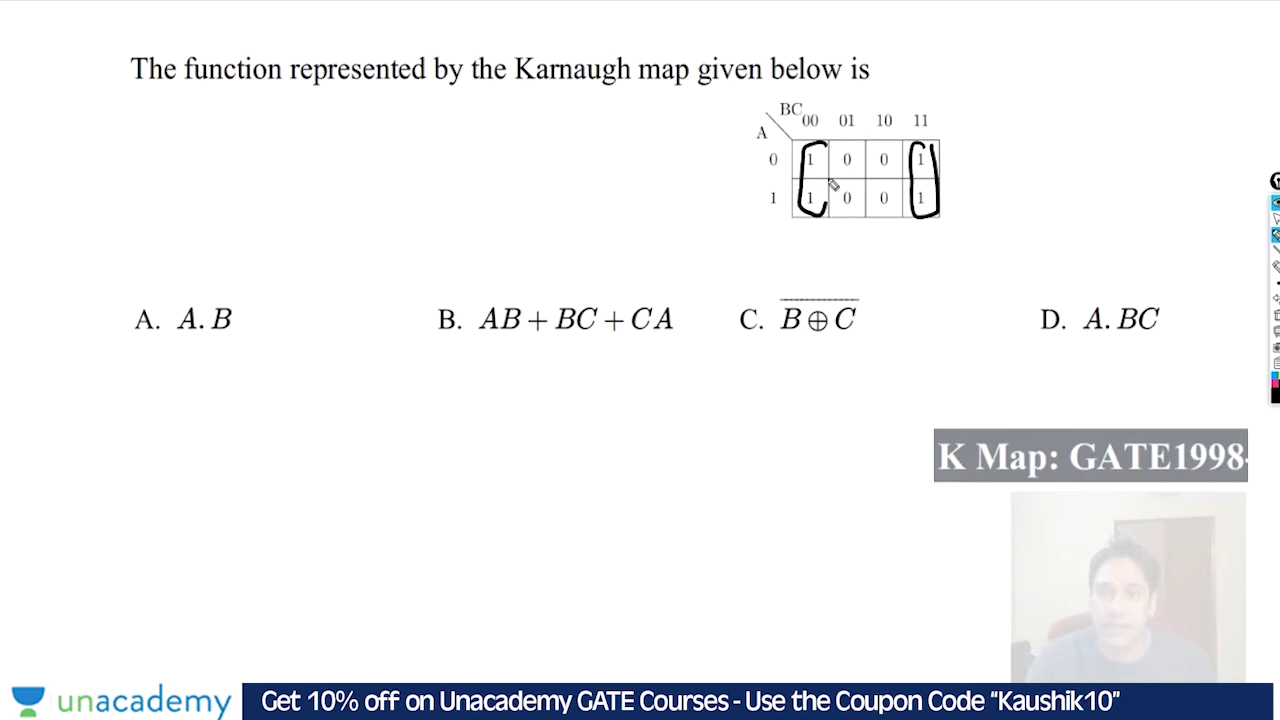 The function represented by the Karnaugh map given below is
BC
A
00 01 10 11
0 1 0 0 1
1 1 0 0 1
A. A. B
B. AB + BC + CA
C. \overline{B ⊕ C}
D. A. BC
K Map: GATE1998-
unacademy
Get 10% off on Unacademy GATE Courses - Use the Coupon Code "Kaushik10"